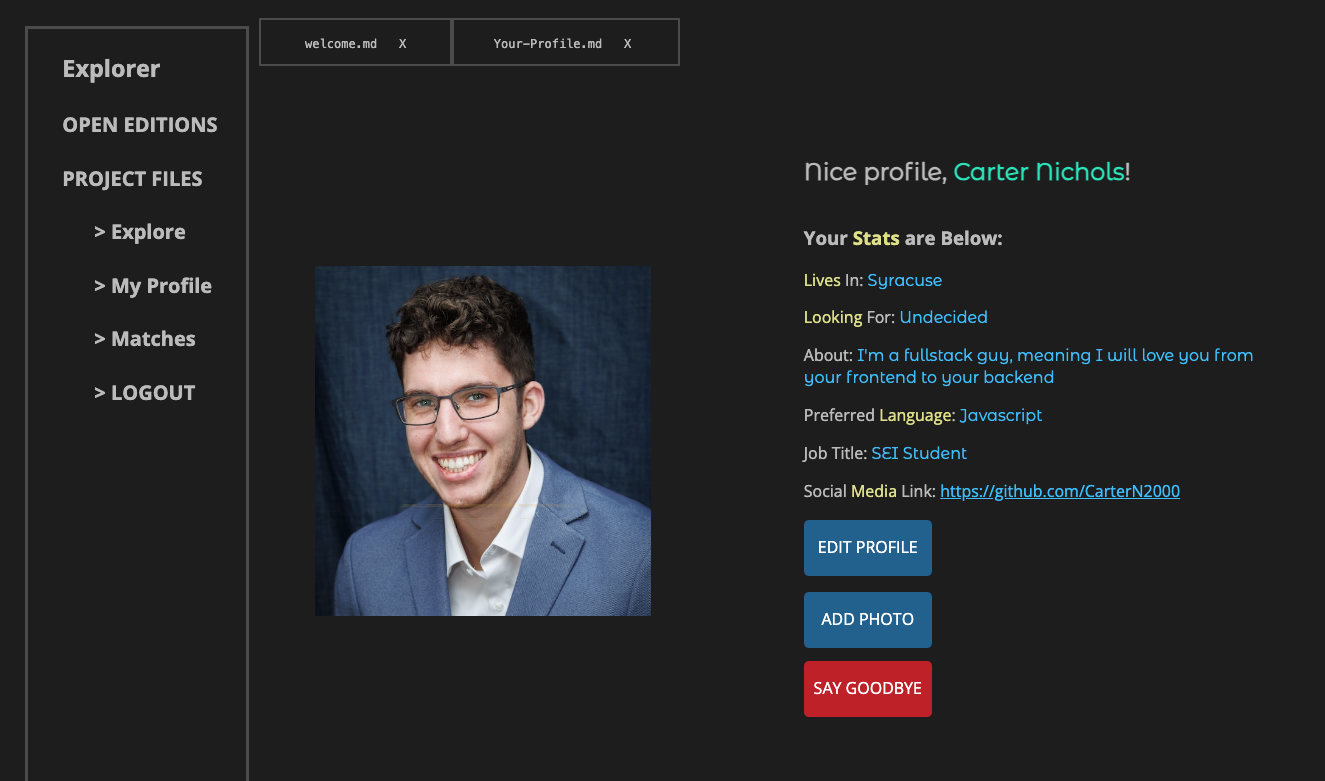 Explorer
OPEN EDITIONS
PROJECT FILES
> Explore
> My Profile
> Matches
> LOGOUT
welcome.md X
Your-Profile.md X
Nice profile, Carter Nichols!
Your Stats are Below:
Lives In: Syracuse
Looking For: Undecided
About: I'm a fullstack guy, meaning I will love you from
your frontend to your backend
Preferred Language: Javascript
Job Title: SEI Student
Social Media Link: https://github.com/CarterN2000
EDIT PROFILE
ADD PHOTO
SAY GOODBYE